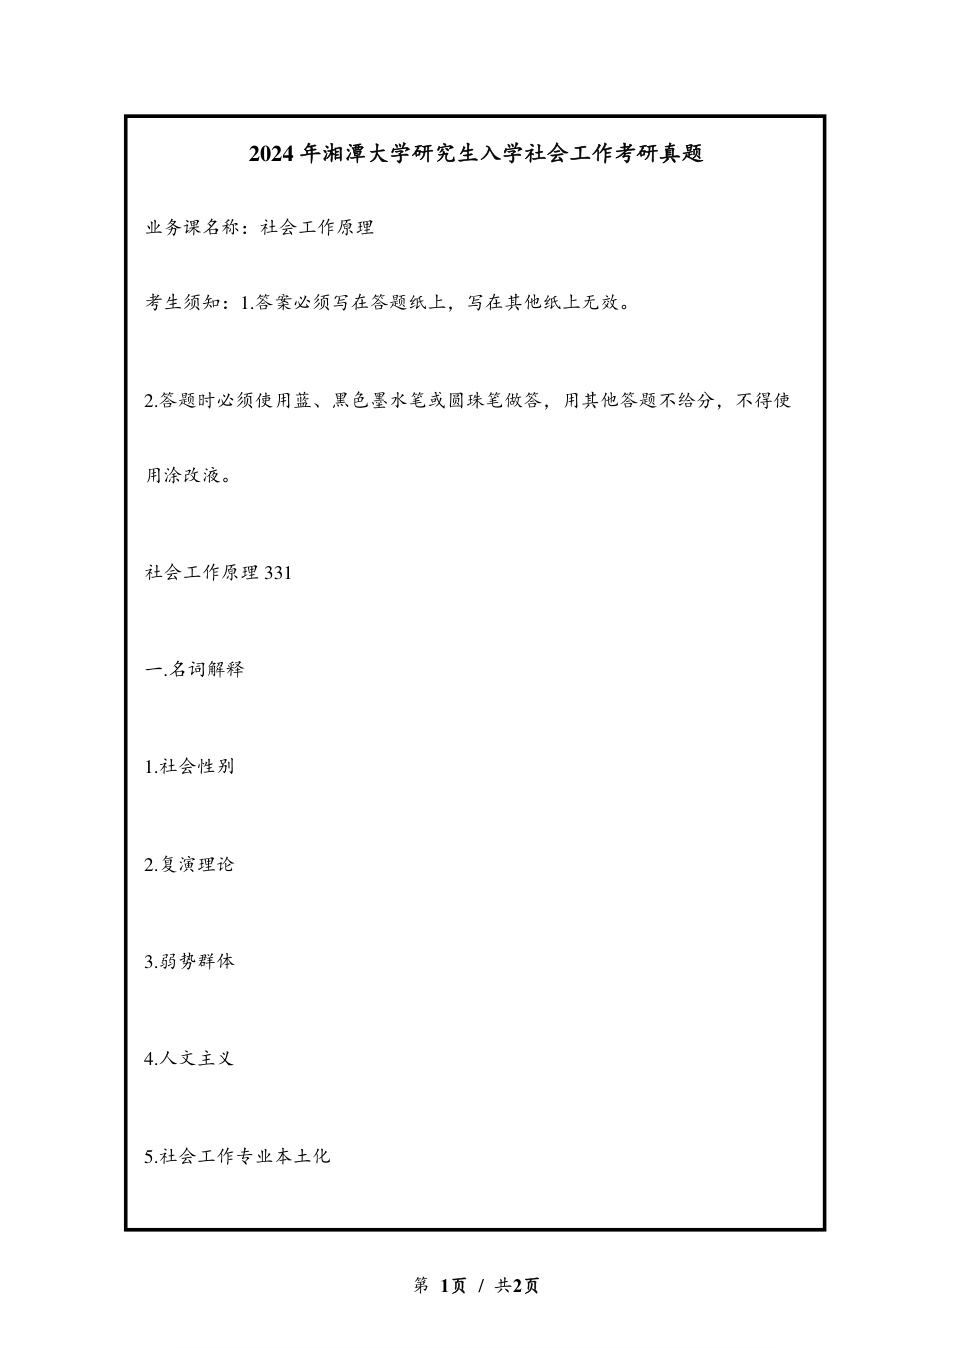 2024 年湘潭大学研究生入学社会工作考研真题
业务课名称：社会工作原理
考生须知：1.答案必须写在答题纸上，写在其他纸上无效。
2.答题时必须使用蓝、黑色墨水笔或圆珠笔做答，用其他答题不给分，不得使
用涂改液。
社会工作原理 331
一.名词解释
1.社会性别
2.复演理论
3.弱势群体
4.人文主义
5.社会工作专业本土化
第 1页 / 共2页